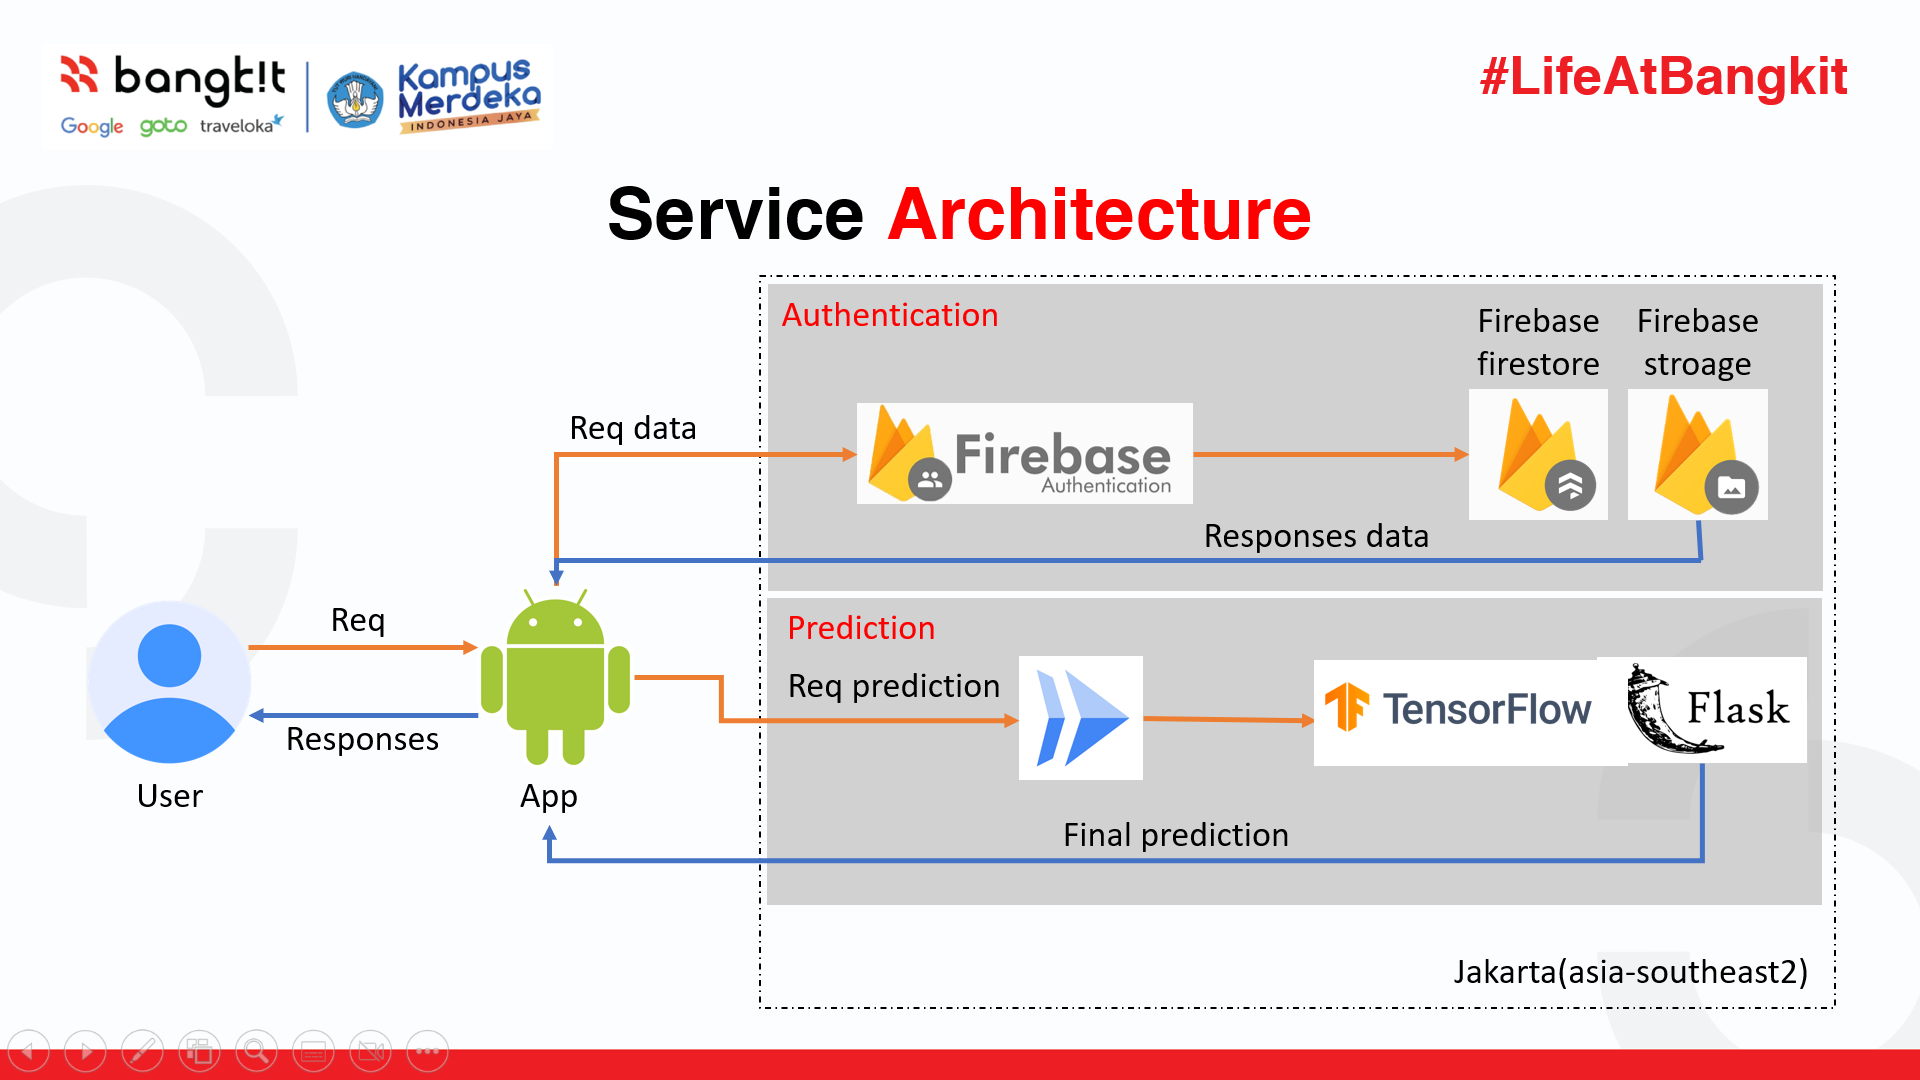 bangk!t
Google goto traveloka
Kampus
Merdeka
INDONESIA JAYA
#LifeAtBangkit
Service Architecture
Authentication
Firebase
firestore
Firebase
stroage
Req data
Firebase
Authentication
Responses data
Req
Responses
User
App
Prediction
Req prediction
TensorFlow
Flask
Final prediction
Jakarta(asia-southeast2)